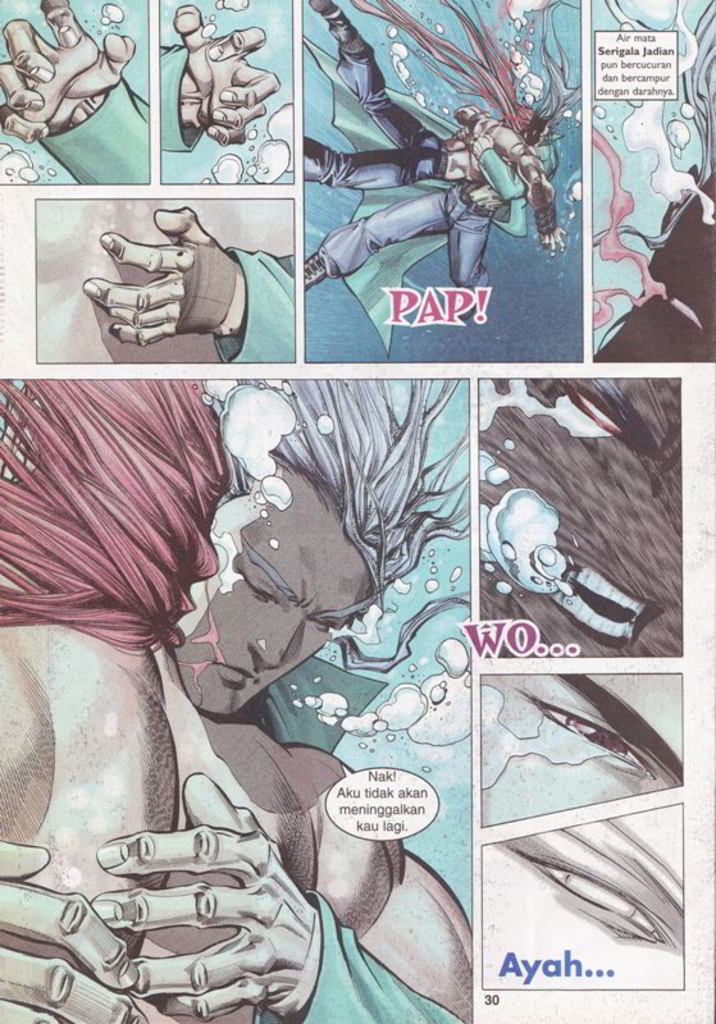 PAP!
Air mata
Serigala Jadian
pun bercucuran
dan bercampur
dengan darahnya.
Nak!
Aku tidak akan
meninggalkan
kau lagi.
WO...
Ayah...
30